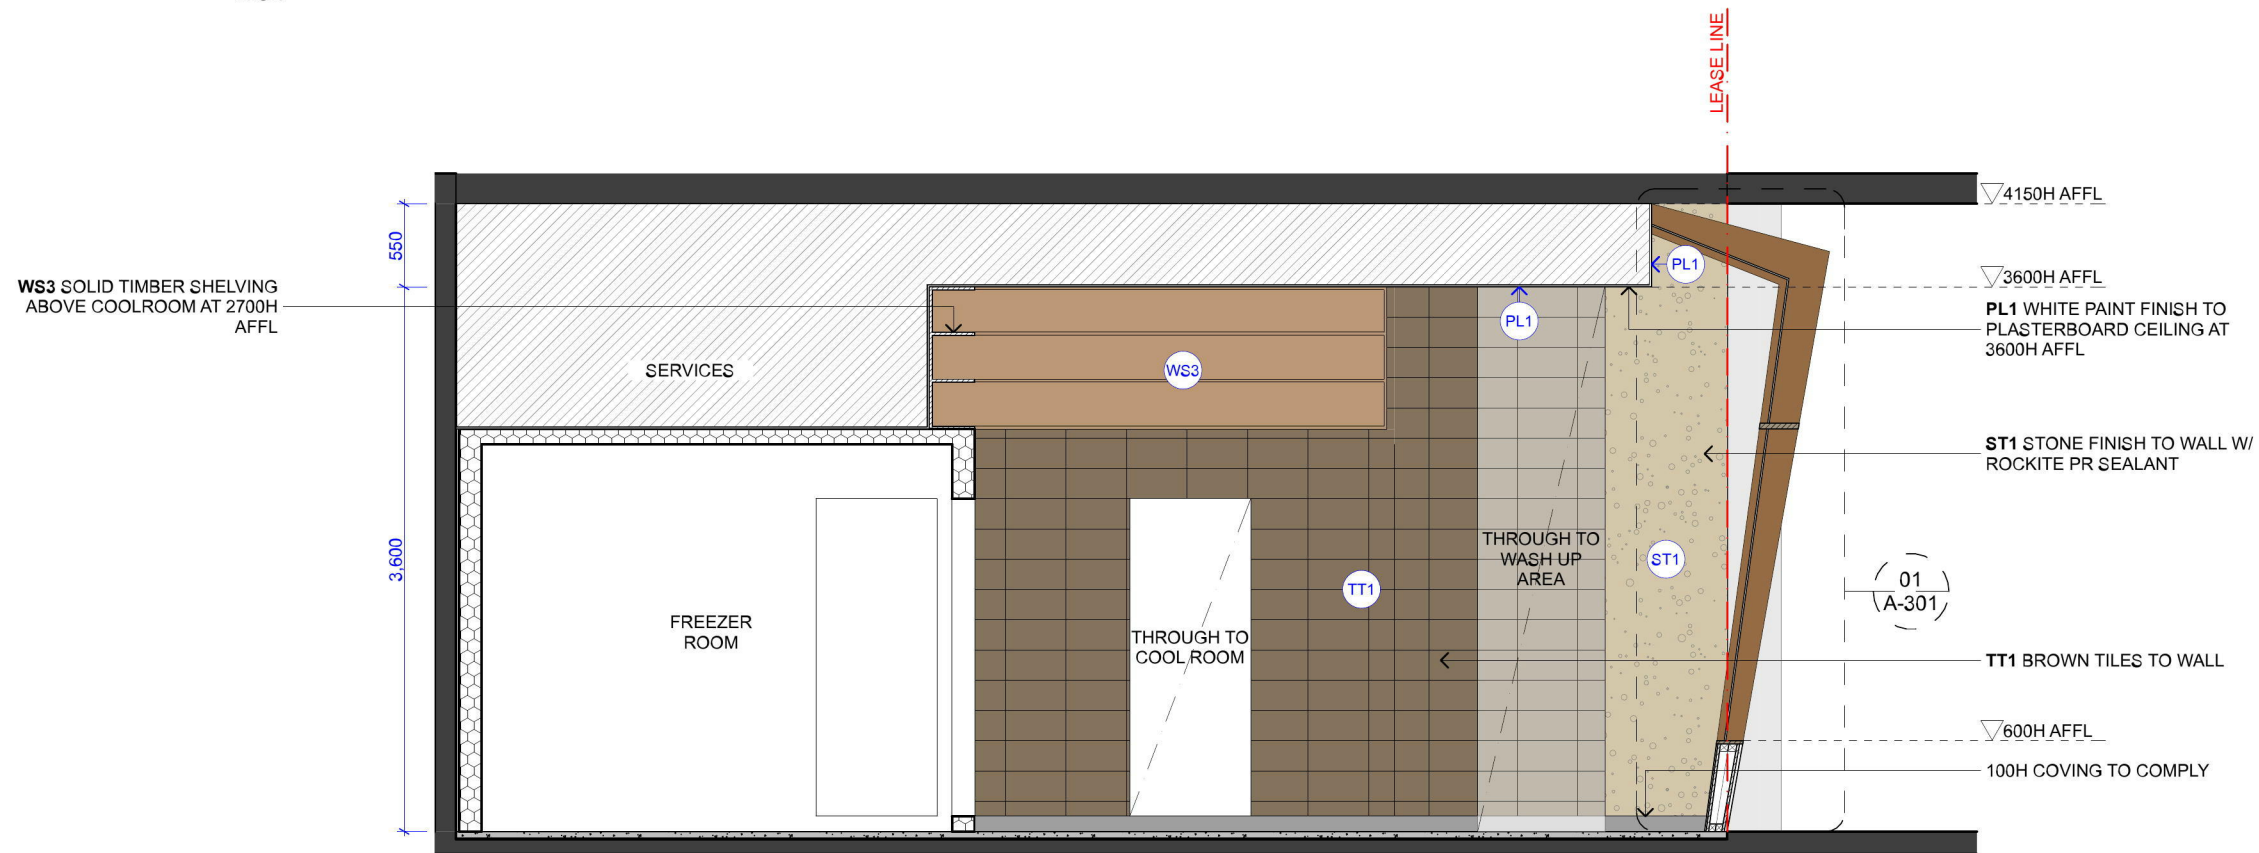 LEASE LINE
4150H AFFL
550
PL1
3600H AFFL
WS3 SOLID TIMBER SHELVING
ABOVE COOLROOM AT 2700H
AFFL
PL1
PL1 WHITE PAINT FINISH TO
PLASTERBOARD CEILING AT
3600H AFFL
SERVICES
WS3
ST1 STONE FINISH TO WALL W/
ROCKITE PR SEALANT
3,600
THROUGH TO
WASH UP
AREA
ST1
TT1
01
A-301
FREEZER
ROOM
THROUGH TO
COOL ROOM
TT1 BROWN TILES TO WALL
600H AFFL
100H COVING TO COMPLY